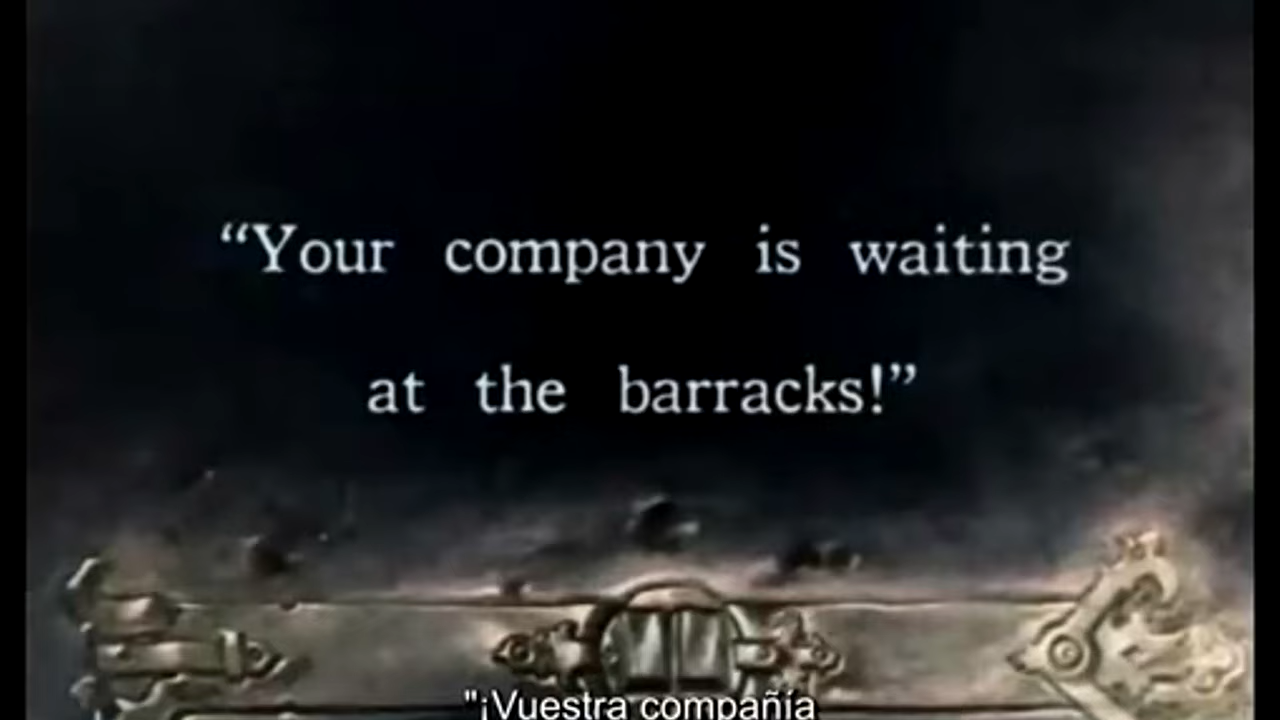 “Your company is waiting
at the barracks!”
"¡Vuestra compañía